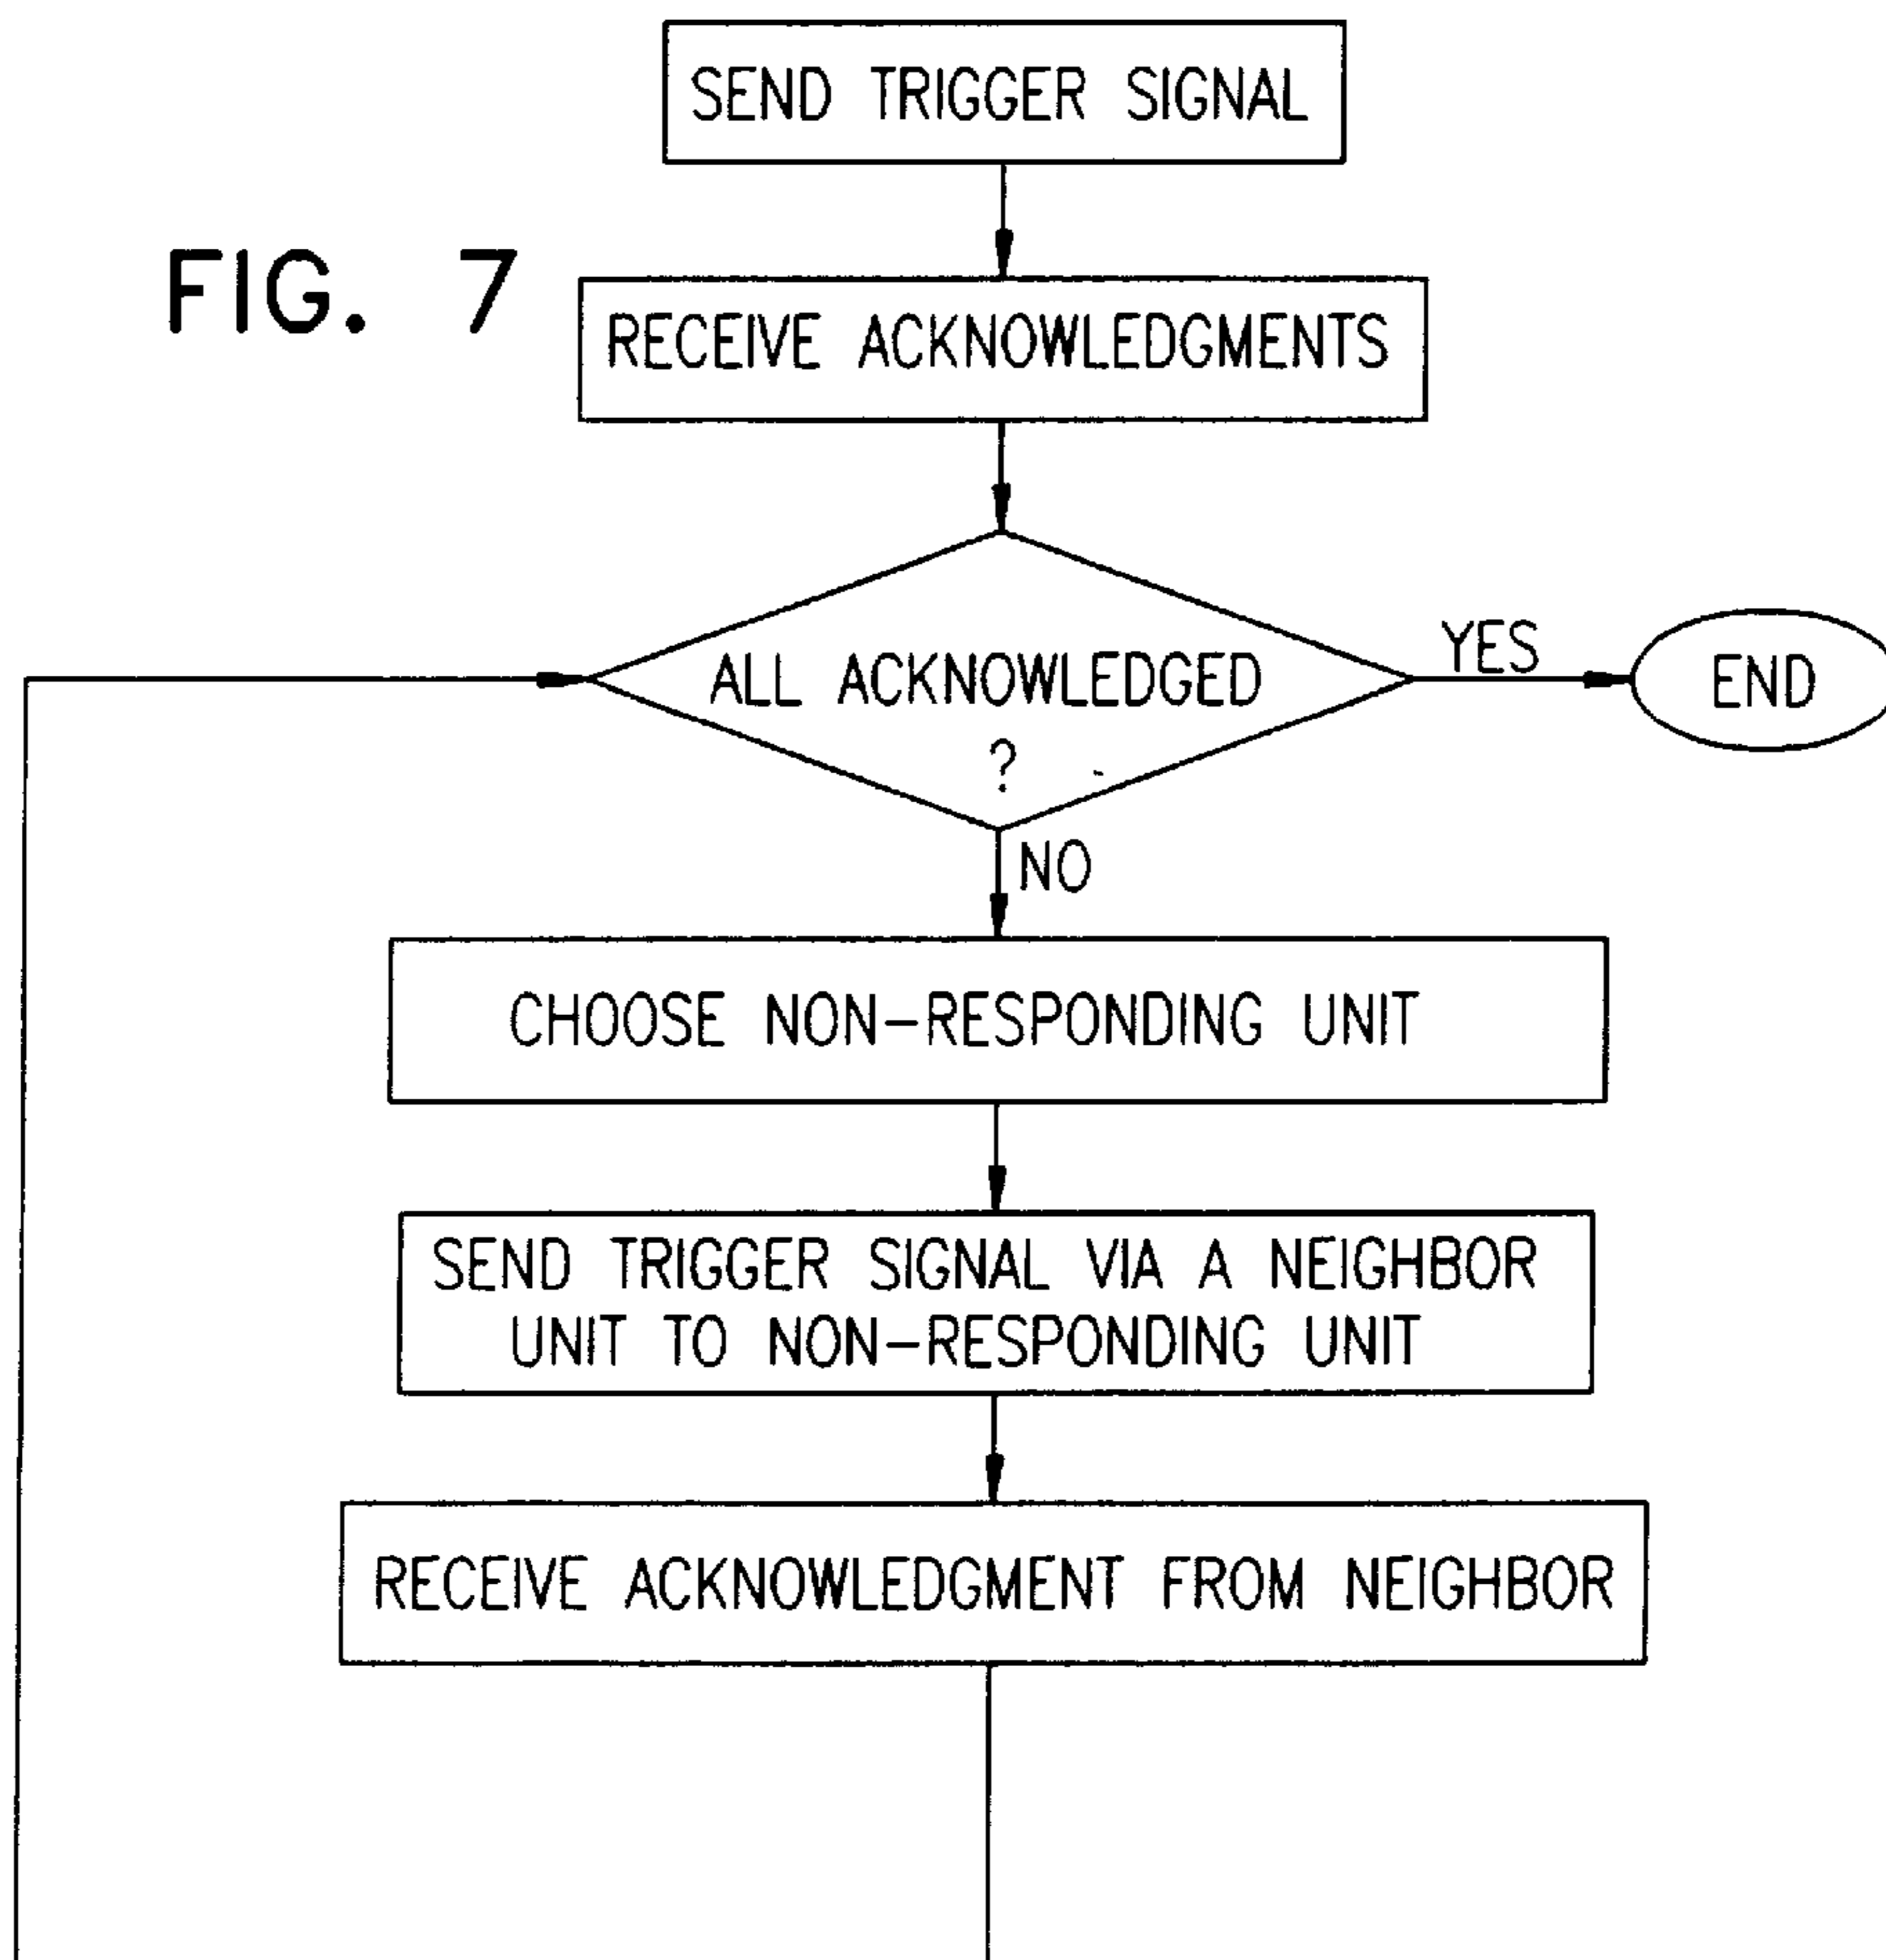 SEND TRIGGER SIGNAL
FIG. 7
RECEIVE ACKNOWLEDGMENTS
ALL ACKNOWLEDGED
?
YES
END
NO
CHOOSE NON-RESPONDING UNIT
SEND TRIGGER SIGNAL VIA A NEIGHBOR
UNIT TO NON-RESPONDING UNIT
RECEIVE ACKNOWLEDGMENT FROM NEIGHBOR